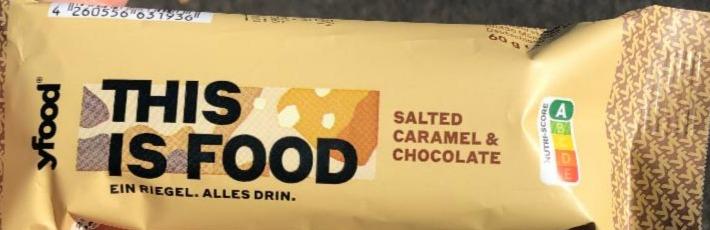 4 260556 631936
60 g
yfood
THIS
IS FOOD
EIN RIEGEL. ALLES DRIN.
SALTED
CARAMEL &
CHOCOLATE
NUTRI-SCORE
A
B
D
E